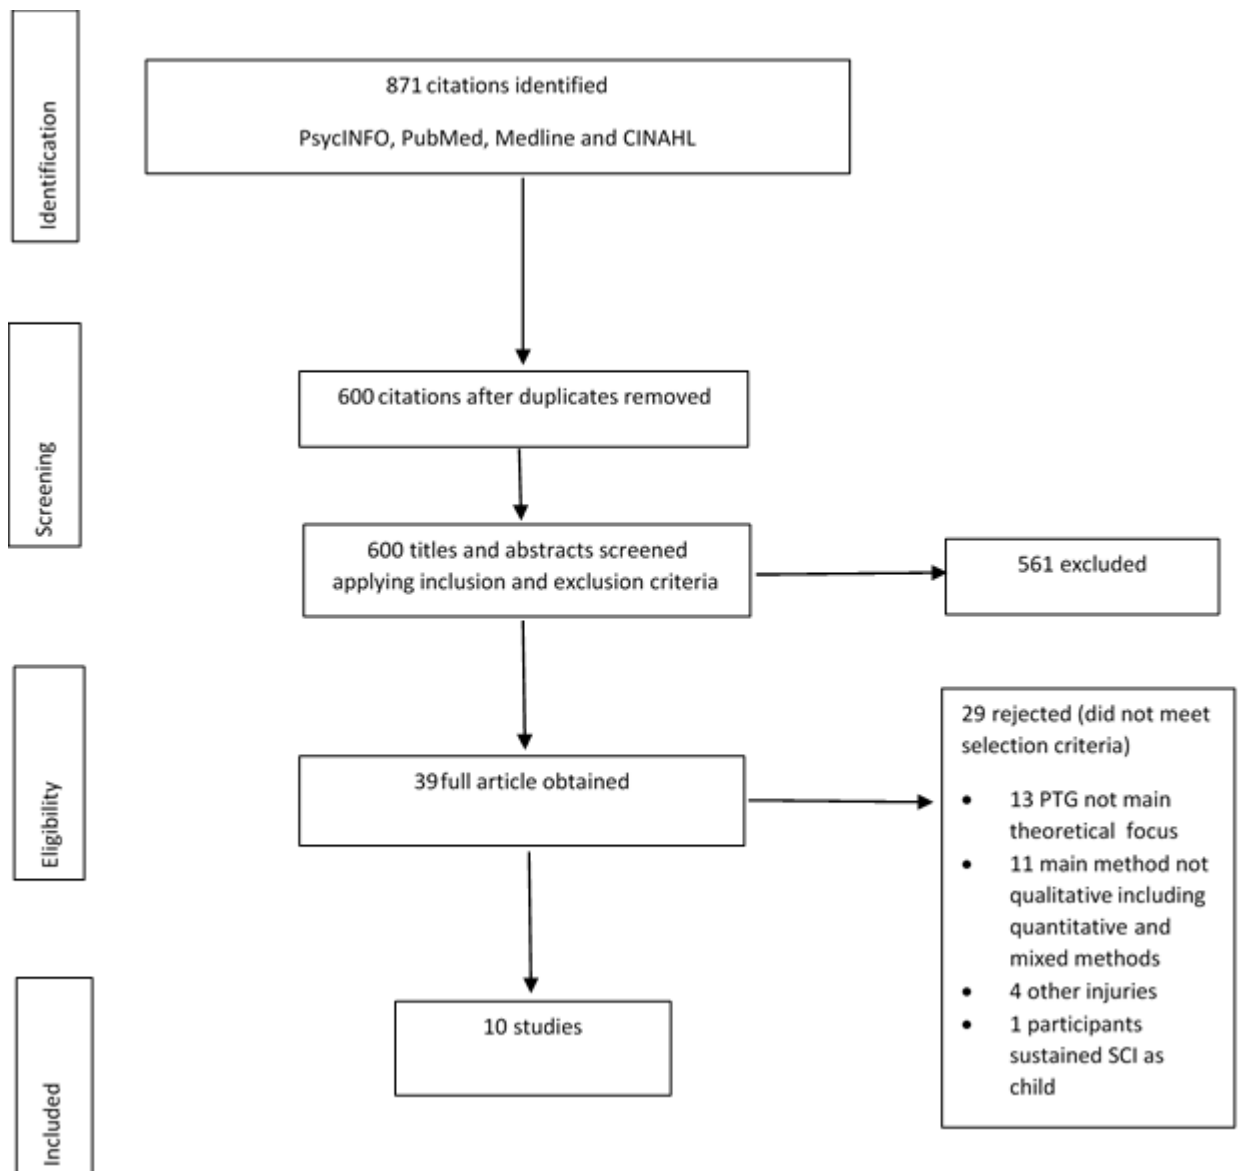 Identification
871 citations identified
PsycINFO, PubMed, Medline and CINAHL
Screening
600 citations after duplicates removed
600 titles and abstracts screened
applying inclusion and exclusion criteria
561 excluded
Eligibility
39 full article obtained
29 rejected (did not meet
selection criteria)
• 13 PTG not main
theoretical focus
• 11 main method not
qualitative including
quantitative and
mixed methods
• 4 other injuries
• 1 participants
sustained SCI as
child
Included
10 studies